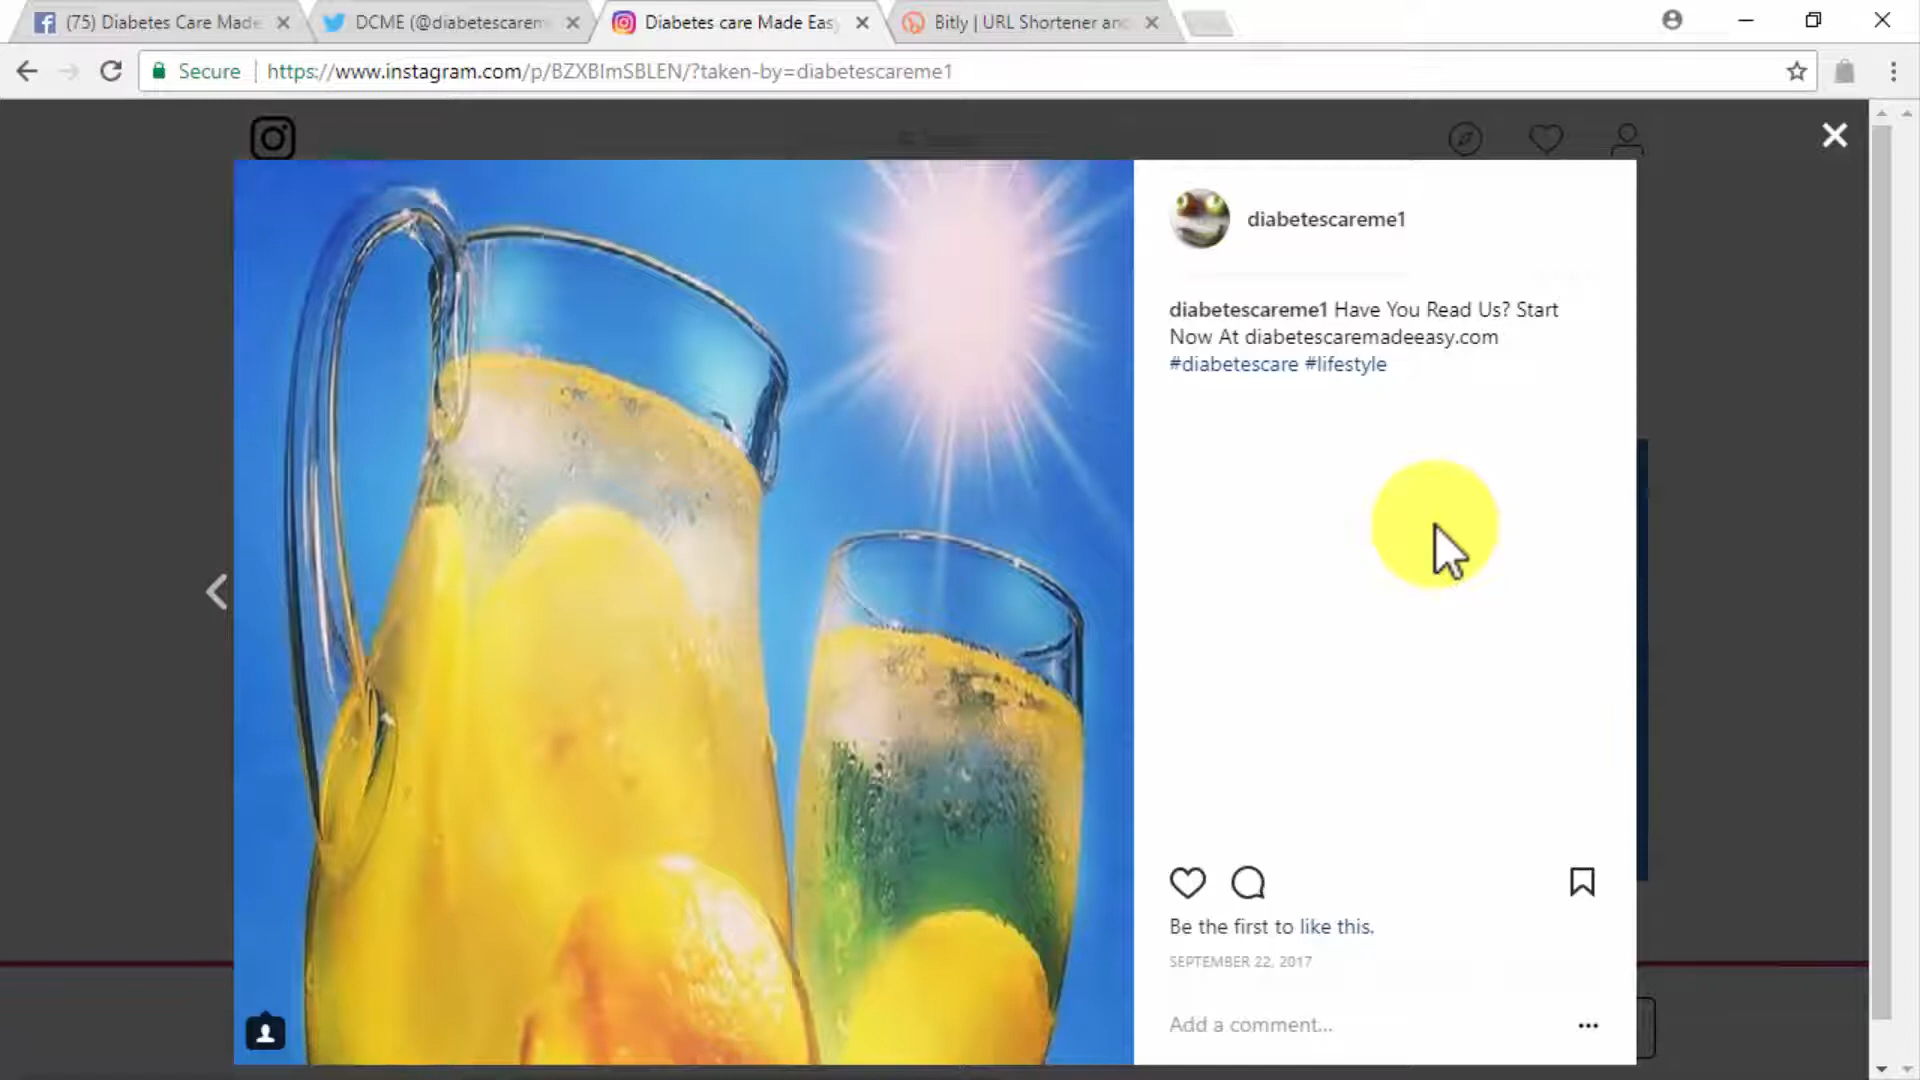 (75) Diabetes Care Made
DCME (@diabetescarem
Diabetes care Made Eas
Bitly | URL Shortener an
Secure
https://www.instagram.com/p/BZXBImSBLEN/?taken-by=diabetescareme1
diabetescareme1
diabetescareme1 Have You Read Us? Start
Now At diabetescaremadeeasy.com
#diabetescare #lifestyle
Be the first to like this.
SEPTEMBER 22, 2017
Add a comment...